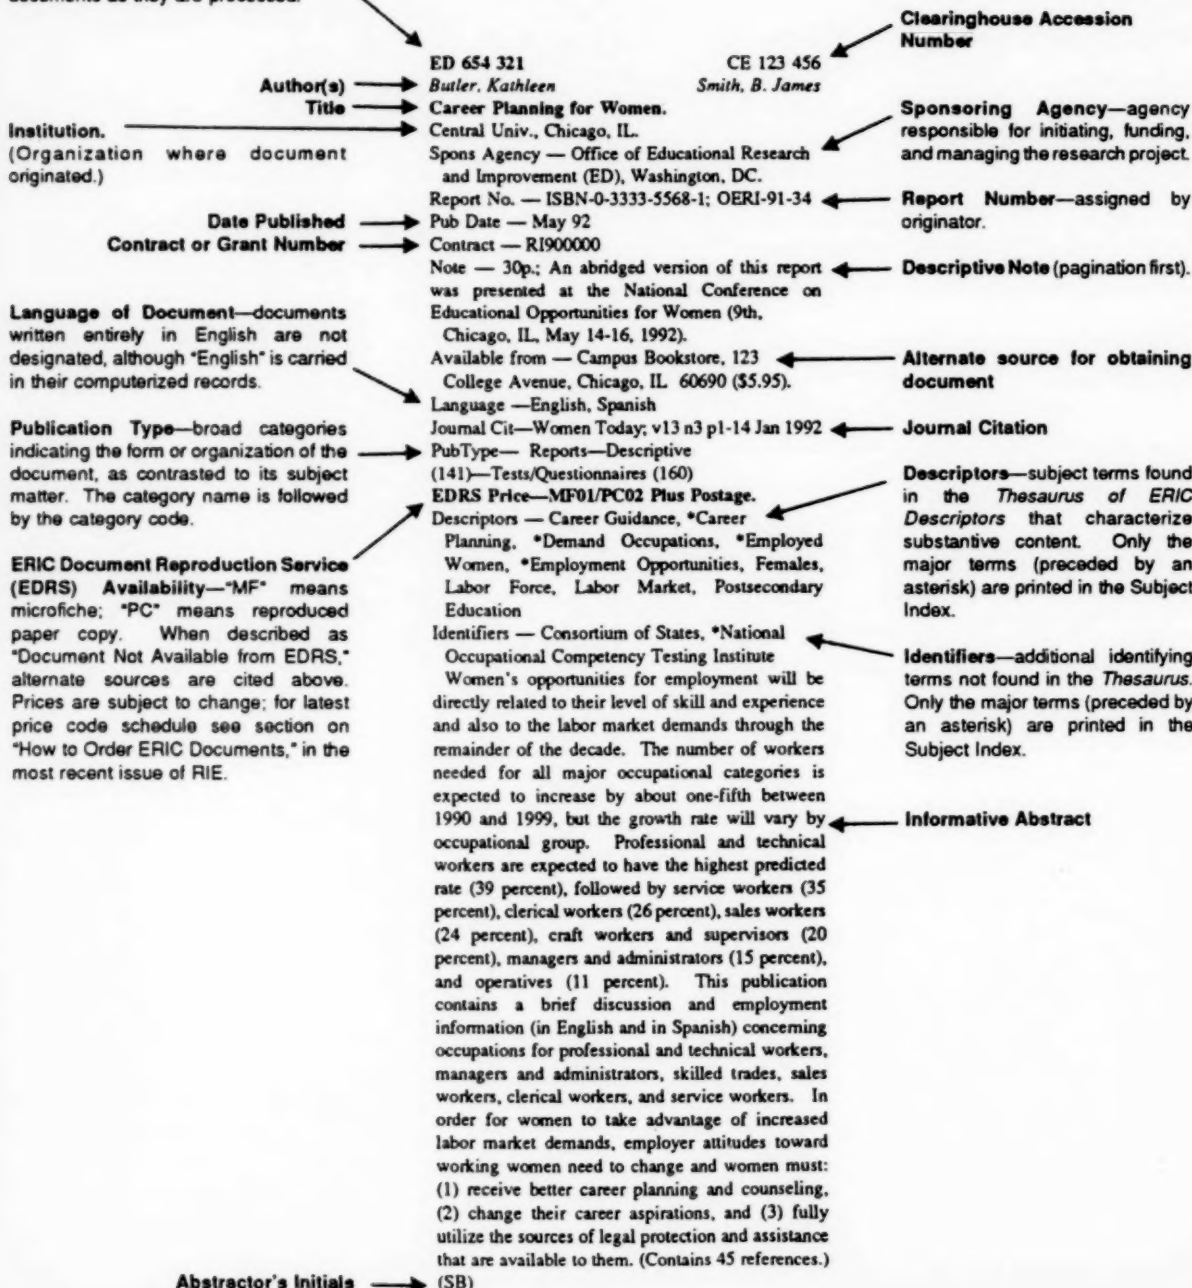 documents as they are processed.
Clearinghouse Accession
Number
ED 654 321 CE 123 456
Author(s) Butler, Kathleen Smith, B. James
Title Career Planning for Women.
Institution. Central Univ., Chicago, IL.
(Organization where document
originated.)
Spons Agency — Office of Educational Research
and Improvement (ED), Washington, DC.
Sponsoring Agency—agency
responsible for initiating, funding,
and managing the research project.
Report No. — ISBN-0-3333-5568-1; OERI-91-34
Report Number—assigned by
originator.
Date Published Pub Date — May 92
Contract or Grant Number Contract — RI900000
Note — 30p.; An abridged version of this report
was presented at the National Conference on
Educational Opportunities for Women (9th,
Chicago, IL, May 14-16, 1992).
Descriptive Note (pagination first).
Language of Document—documents
written entirely in English are not
designated, although "English" is carried
in their computerized records.
Available from — Campus Bookstore, 123
College Avenue, Chicago, IL 60690 ($5.95).
Alternate source for obtaining
document
Language —English, Spanish
Journal Cit—Women Today; v13 n3 p1-14 Jan 1992
Journal Citation
Publication Type—broad categories
indicating the form or organization of the
document, as contrasted to its subject
matter. The category name is followed
by the category code.
PubType— Reports—Descriptive
(141)—Tests/Questionnaires (160)
EDRS Price—MF01/PC02 Plus Postage.
ERIC Document Reproduction Service
(EDRS) Availability—"MF" means
microfiche; "PC" means reproduced
paper copy. When described as
"Document Not Available from EDRS,"
alternate sources are cited above.
Prices are subject to change; for latest
price code schedule see section on
"How to Order ERIC Documents," in the
most recent issue of RIE.
Descriptors — Career Guidance, *Career
Planning, *Demand Occupations, *Employed
Women, *Employment Opportunities, Females,
Labor Force, Labor Market, Postsecondary
Education
Descriptors—subject terms found
in the Thesaurus of ERIC
Descriptors that characterize
substantive content. Only the
major terms (preceded by an
asterisk) are printed in the Subject
Index.
Identifiers — Consortium of States, *National
Occupational Competency Testing Institute
Identifiers—additional identifying
terms not found in the Thesaurus.
Only the major terms (preceded by
an asterisk) are printed in the
Subject Index.
Women's opportunities for employment will be
directly related to their level of skill and experience
and also to the labor market demands through the
remainder of the decade. The number of workers
needed for all major occupational categories is
expected to increase by about one-fifth between
1990 and 1999, but the growth rate will vary by
occupational group. Professional and technical
workers are expected to have the highest predicted
rate (39 percent), followed by service workers (35
percent), clerical workers (26 percent), sales workers
(24 percent), craft workers and supervisors (20
percent), managers and administrators (15 percent),
and operatives (11 percent). This publication
contains a brief discussion and employment
information (in English and in Spanish) concerning
occupations for professional and technical workers,
managers and administrators, skilled trades, sales
workers, clerical workers, and service workers. In
order for women to take advantage of increased
labor market demands, employer attitudes toward
working women need to change and women must:
(1) receive better career planning and counseling,
(2) change their career aspirations, and (3) fully
utilize the sources of legal protection and assistance
that are available to them. (Contains 45 references.)
Informative Abstract
Abstractor's Initials (SB)